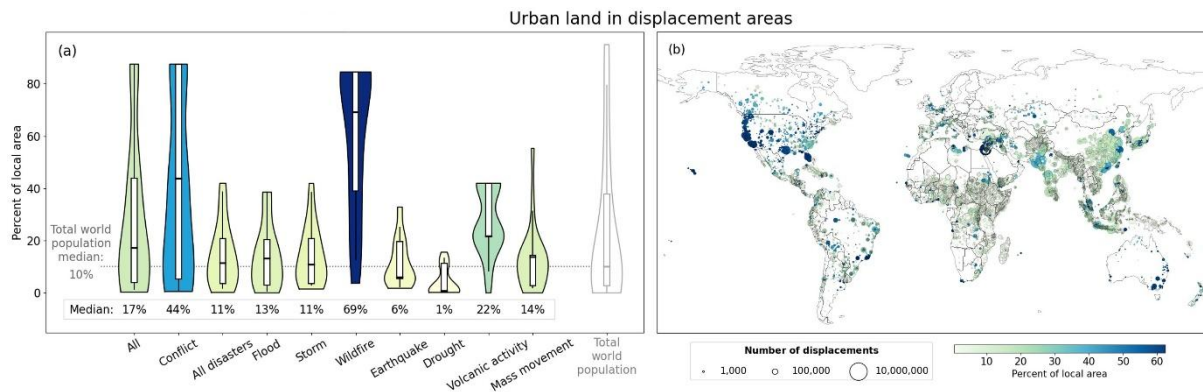 Urban land in displacement areas
(a)
Percent of local area
80
60
40
20
0
Total world
population
median:
10%
Median: 17% 44% 11% 13% 11% 69% 6% 1% 22% 14%
All
Conflict
All disasters
Flood
Storm
Wildfire
Earthquake
Drought
Volcanic activity
Mass movement
Total
world
population
(b)
Number of displacements
1,000 100,000 10,000,000
10 20 30 40 50 60
Percent of local area